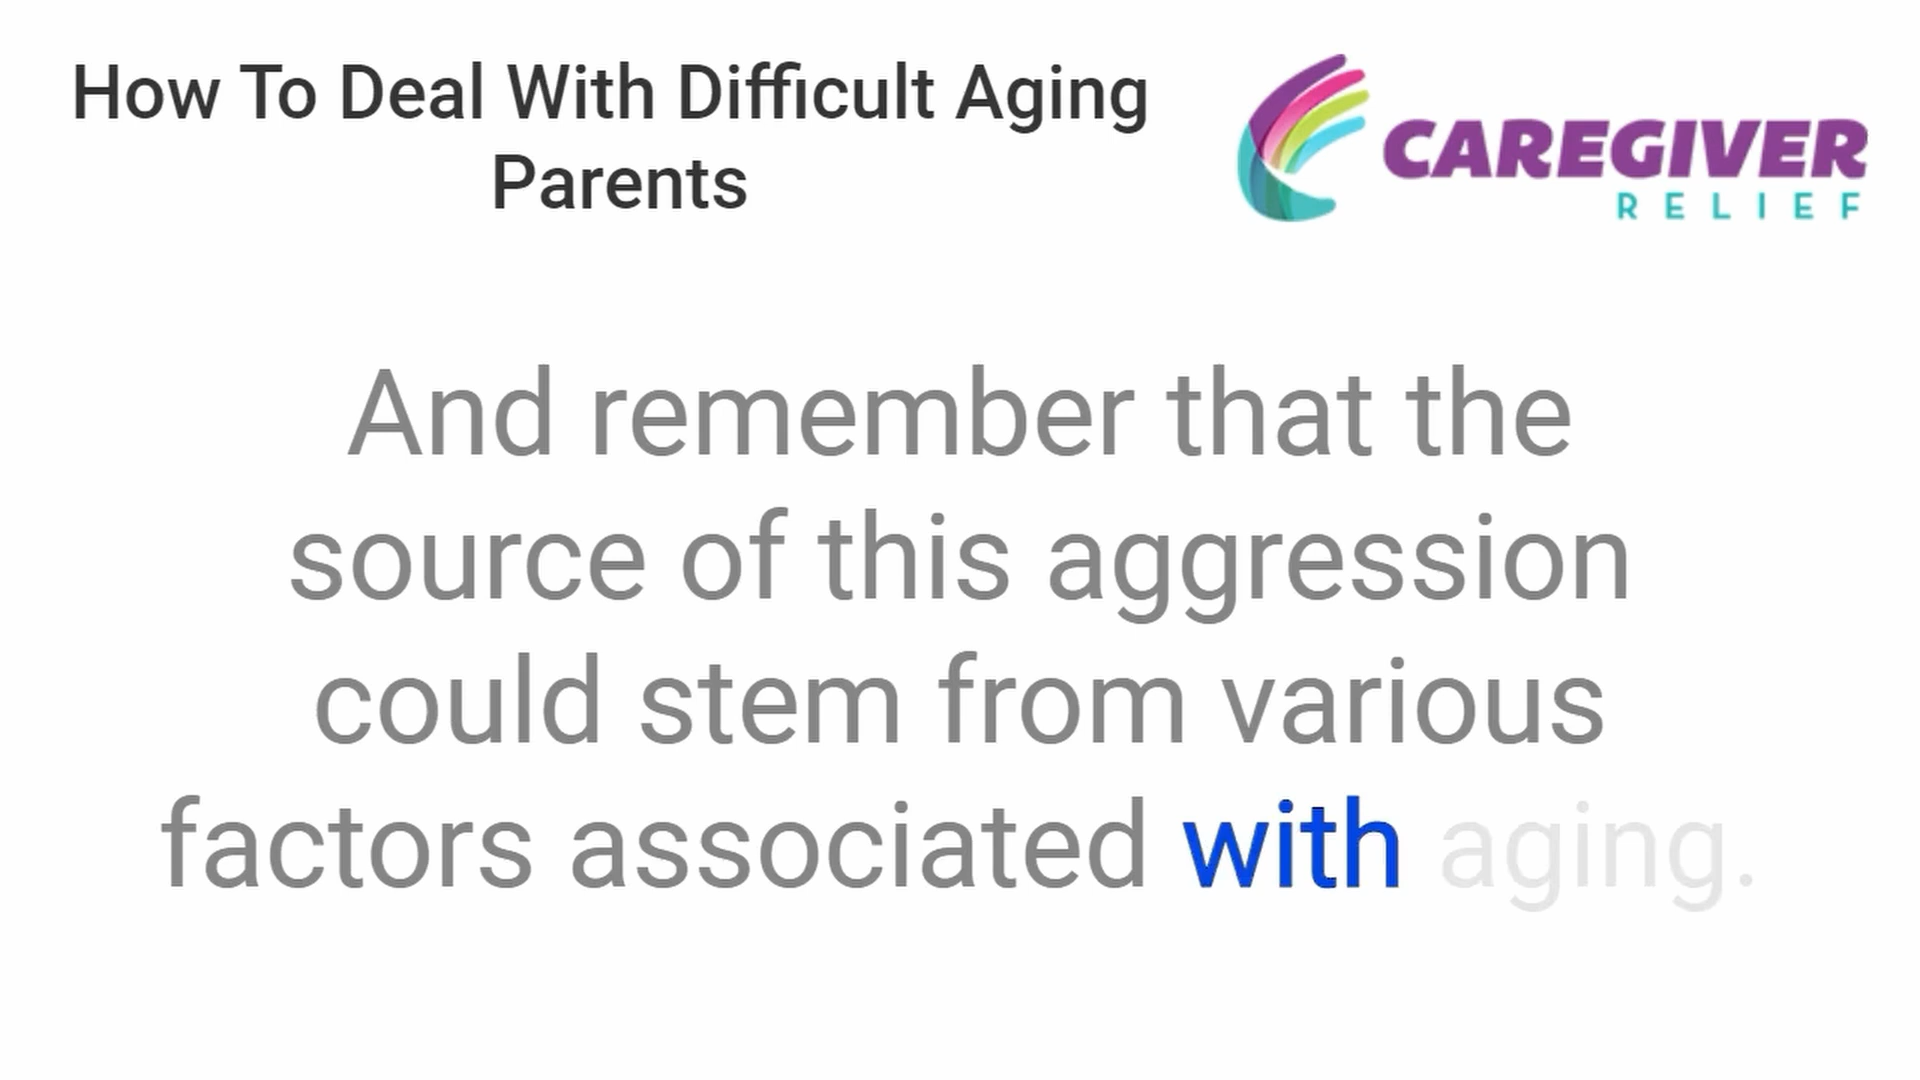 How To Deal With Difficult Aging
Parents
CAREGIVER
RELIEF
And remember that the
source of this aggression
could stem from various
factors associated with aging.